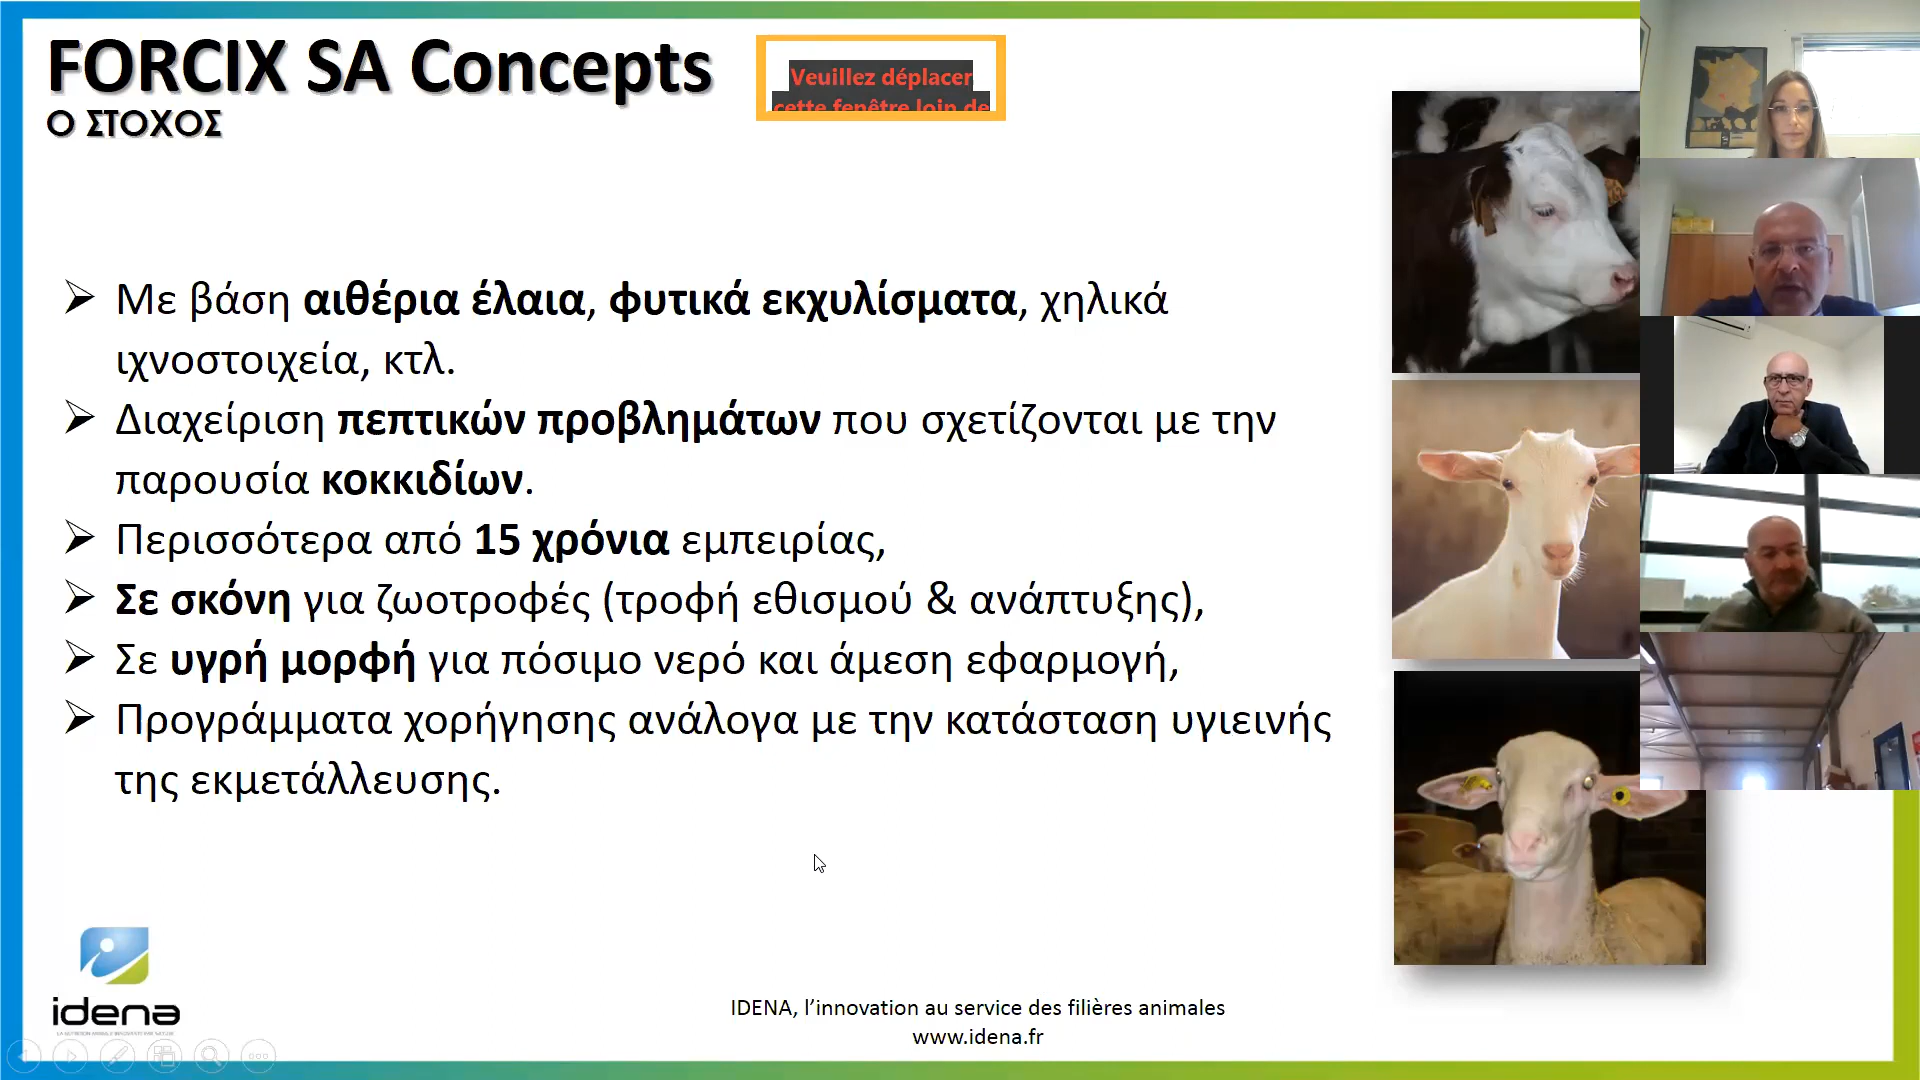 FORCIX SA Concepts
Ο ΣΤΟΧΟΣ
Veuillez déplacer
cette fenêtre loin de
➢ Με βάση αιθέρια έλαια, φυτικά εκχυλίσματα, χηλικά
ιχνοστοιχεία, κτλ.
➢ Διαχείριση πεπτικών προβλημάτων που σχετίζονται με την
παρουσία κοκκιδίων.
➢ Περισσότερα από 15 χρόνια εμπειρίας,
➢ Σε σκόνη για ζωοτροφές (τροφή εθισμού & ανάπτυξης),
➢ Σε υγρή μορφή για πόσιμο νερό και άμεση εφαρμογή,
➢ Προγράμματα χορήγησης ανάλογα με την κατάσταση υγιεινής
της εκμετάλλευσης.
idena
IDENA, l’innovation au service des filières animales
www.idena.fr